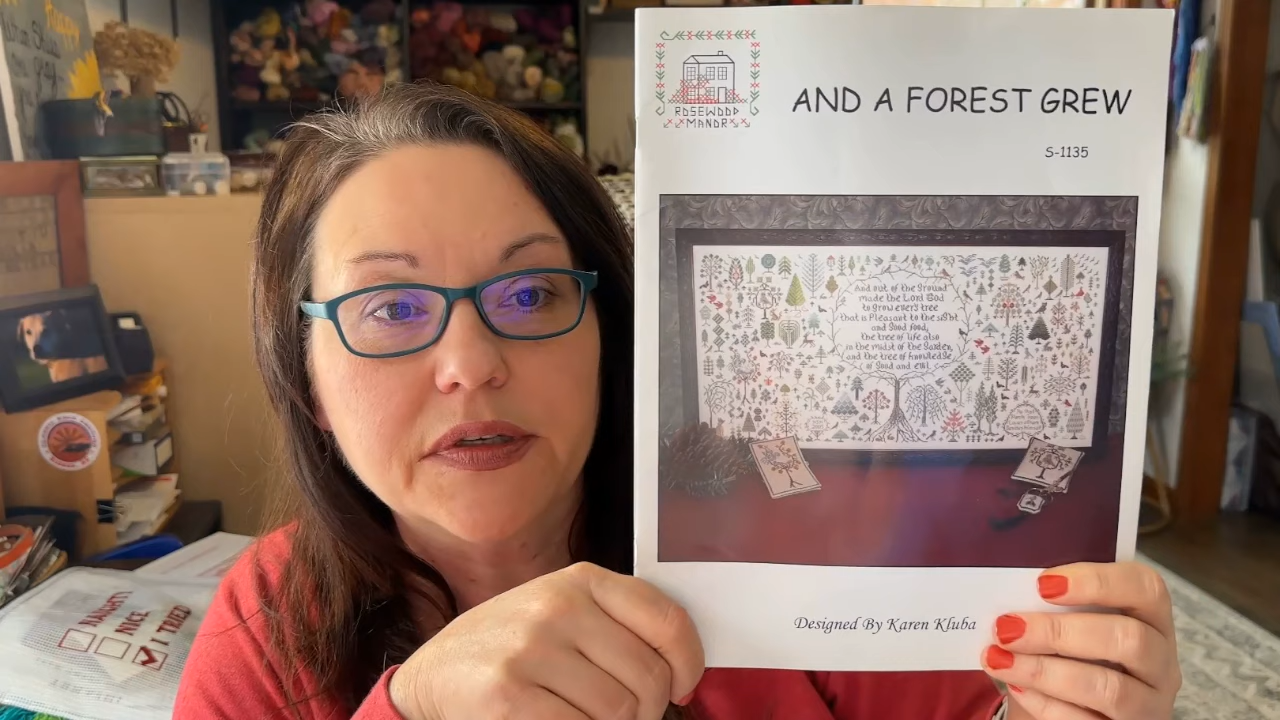 ROSEWOOD
MANOR
AND A FOREST GREW
S-1135
And out of the Ground
made the Lord God
to grow every tree
that is Pleasant to the sight
and Good food,
the tree of life also
in the midst of the Garden,
and the tree of knowledge
of Good and evil.
Designed By Karen Kluba
NAUGHTY
NICE
I TRIED